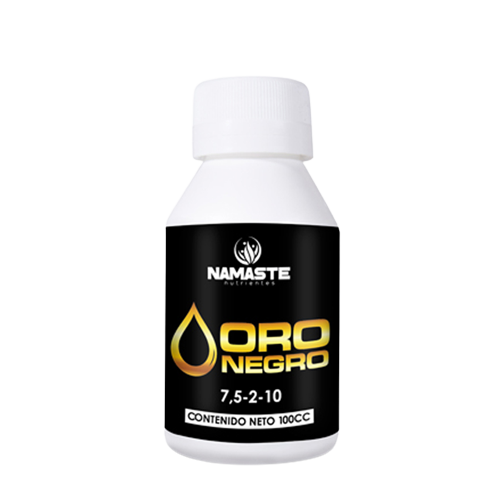 NAMASTE
nutrientes
ORO
NEGRO
7,5-2-10
CONTENIDO NETO 100CC